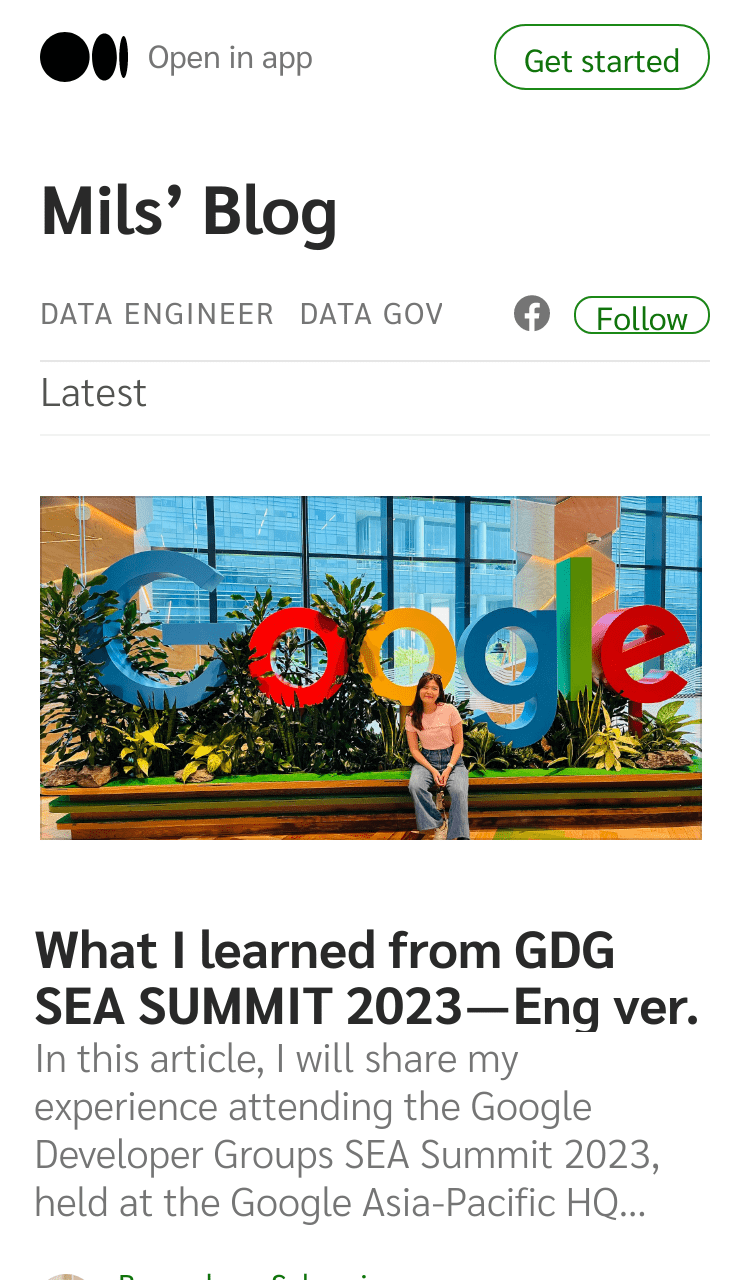 Open in app
Get started
Mils’ Blog
DATA ENGINEER DATA GOV
Follow
Latest
Google
What I learned from GDG
SEA SUMMIT 2023 — Eng ver.
In this article, I will share my
experience attending the Google
Developer Groups SEA Summit 2023,
held at the Google Asia-Pacific HQ…